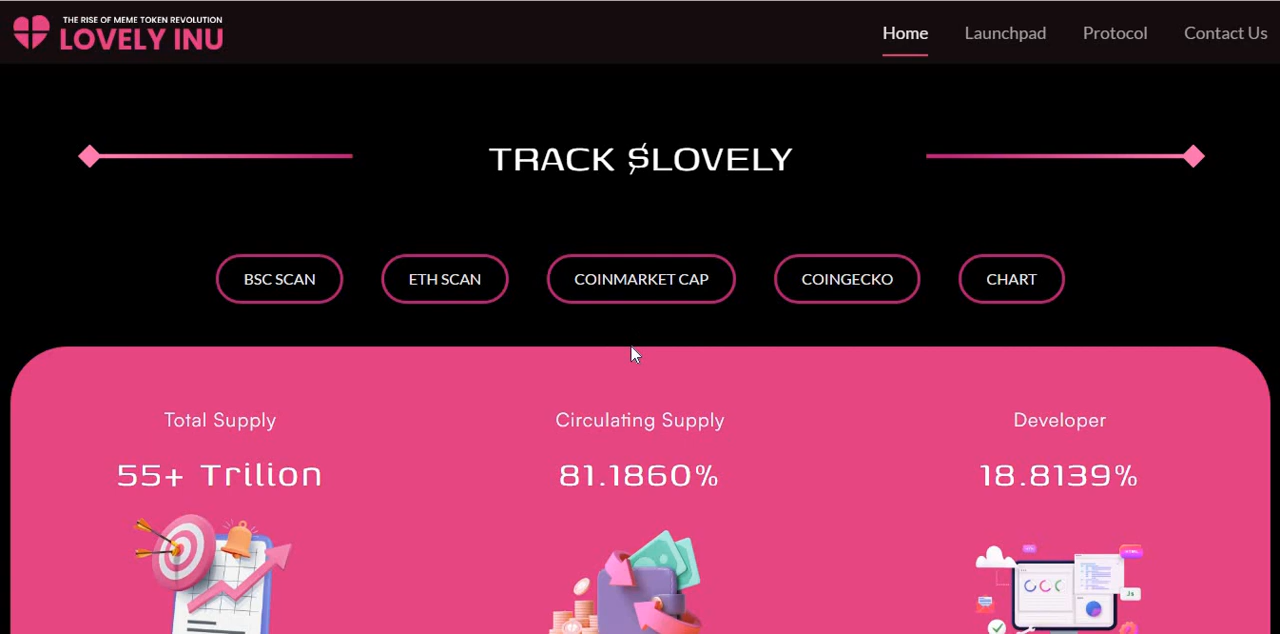 THE RISE OF MEME TOKEN REVOLUTION
LOVELY INU
Home Launchpad Protocol Contact Us
TRACK $LOVELY
BSC SCAN ETH SCAN COINMARKET CAP COINGECKO CHART
Total Supply Circulating Supply Developer
55+ Trilion 81.1860% 18.8139%
Js